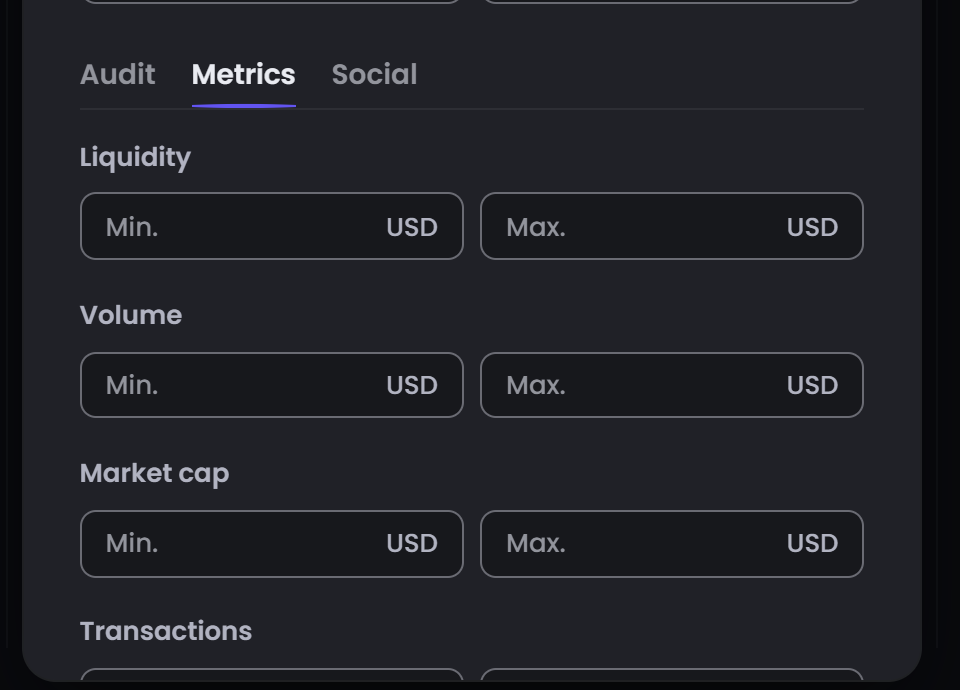 Audit Metrics Social
Liquidity
Min. USD Max. USD
Volume
Min. USD Max. USD
Market cap
Min. USD Max. USD
Transactions